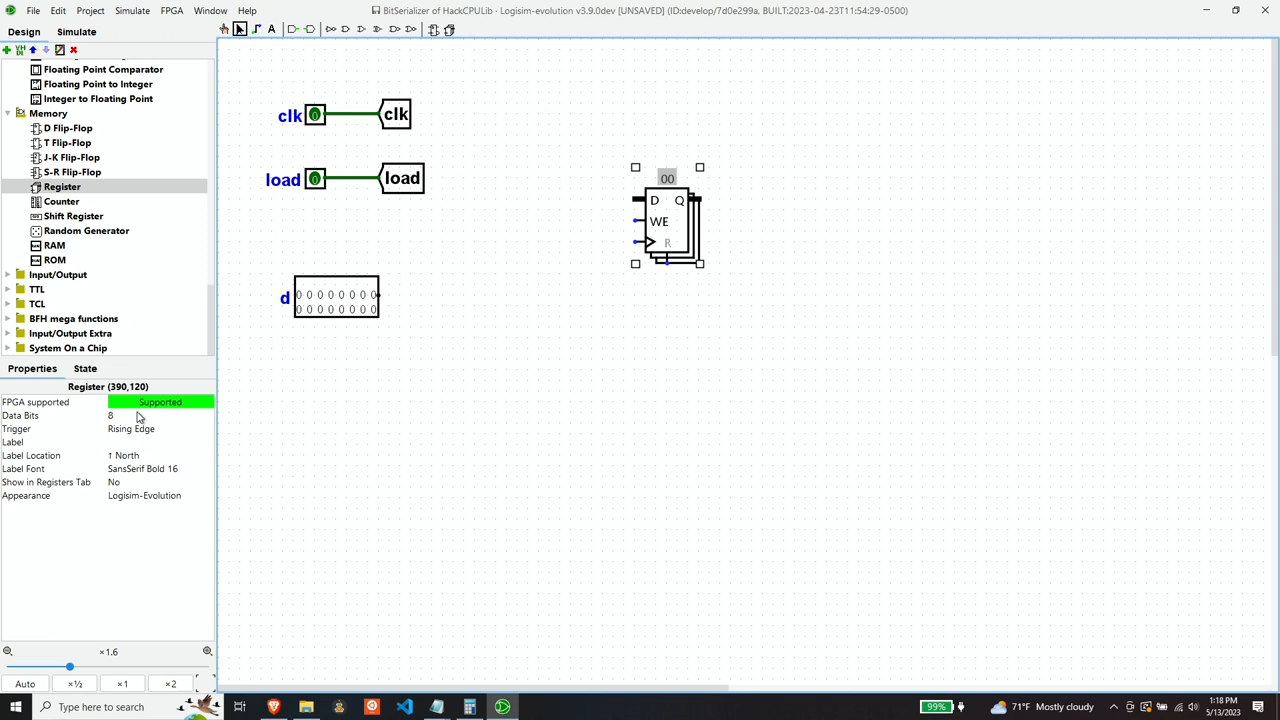 File Edit Project Simulate FPGA Window Help
BitSerializer of HackCPULib - Logisim-evolution v3.9.0dev [UNSAVED] (ID:develop/7d0e299a, BUILT:2023-04-23T11:54:29-0500)
Design Simulate
A
Floating Point Comparator
Floating Point to Integer
Integer to Floating Point
Memory
D Flip-Flop
T Flip-Flop
J-K Flip-Flop
S-R Flip-Flop
Register
Counter
Shift Register
Random Generator
RAM
ROM
Input/Output
TTL
TCL
BFH mega functions
Input/Output Extra
System On a Chip
Properties State
Register (390,120)
FPGA supported Supported
Data Bits 8
Trigger Rising Edge
Label
Label Location ↑ North
Label Font SansSerif Bold 16
Show in Registers Tab No
Appearance Logisim-Evolution
×1.6
Auto ×½ ×1 ×2
clk 0 clk
load 0 load
d 0 0 0 0 0 0 0 0
0 0 0 0 0 0 0 0
00
D Q
WE
R
Type here to search
99%
71°F Mostly cloudy
1:18 PM
5/13/2023